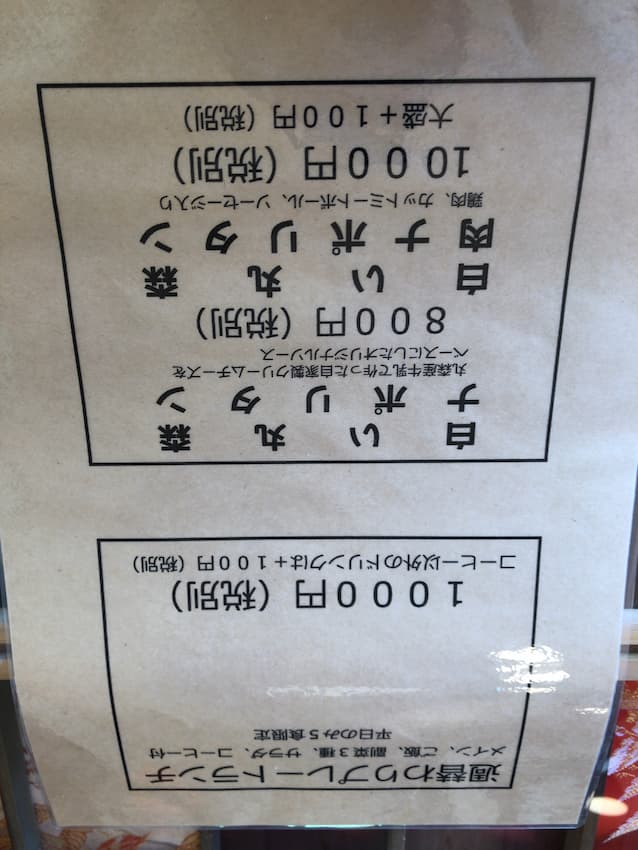 週替わりプレートランチ
メイン、ご飯、副菜3種、サラダ、コーヒー付
平日のみ5食限定
1000円(税別)
コーヒー以外のドリンクは+100円(税別)
白い丸森
ナポリタン
丸森産牛乳で作った自家製クリームチーズを
ベースにしたオリジナルソース
800円(税別)
白い丸森
肉ナポリタン
鶏肉、カットミートボール、ソーセージ入り
1000円(税別)
大盛+100円(税別)